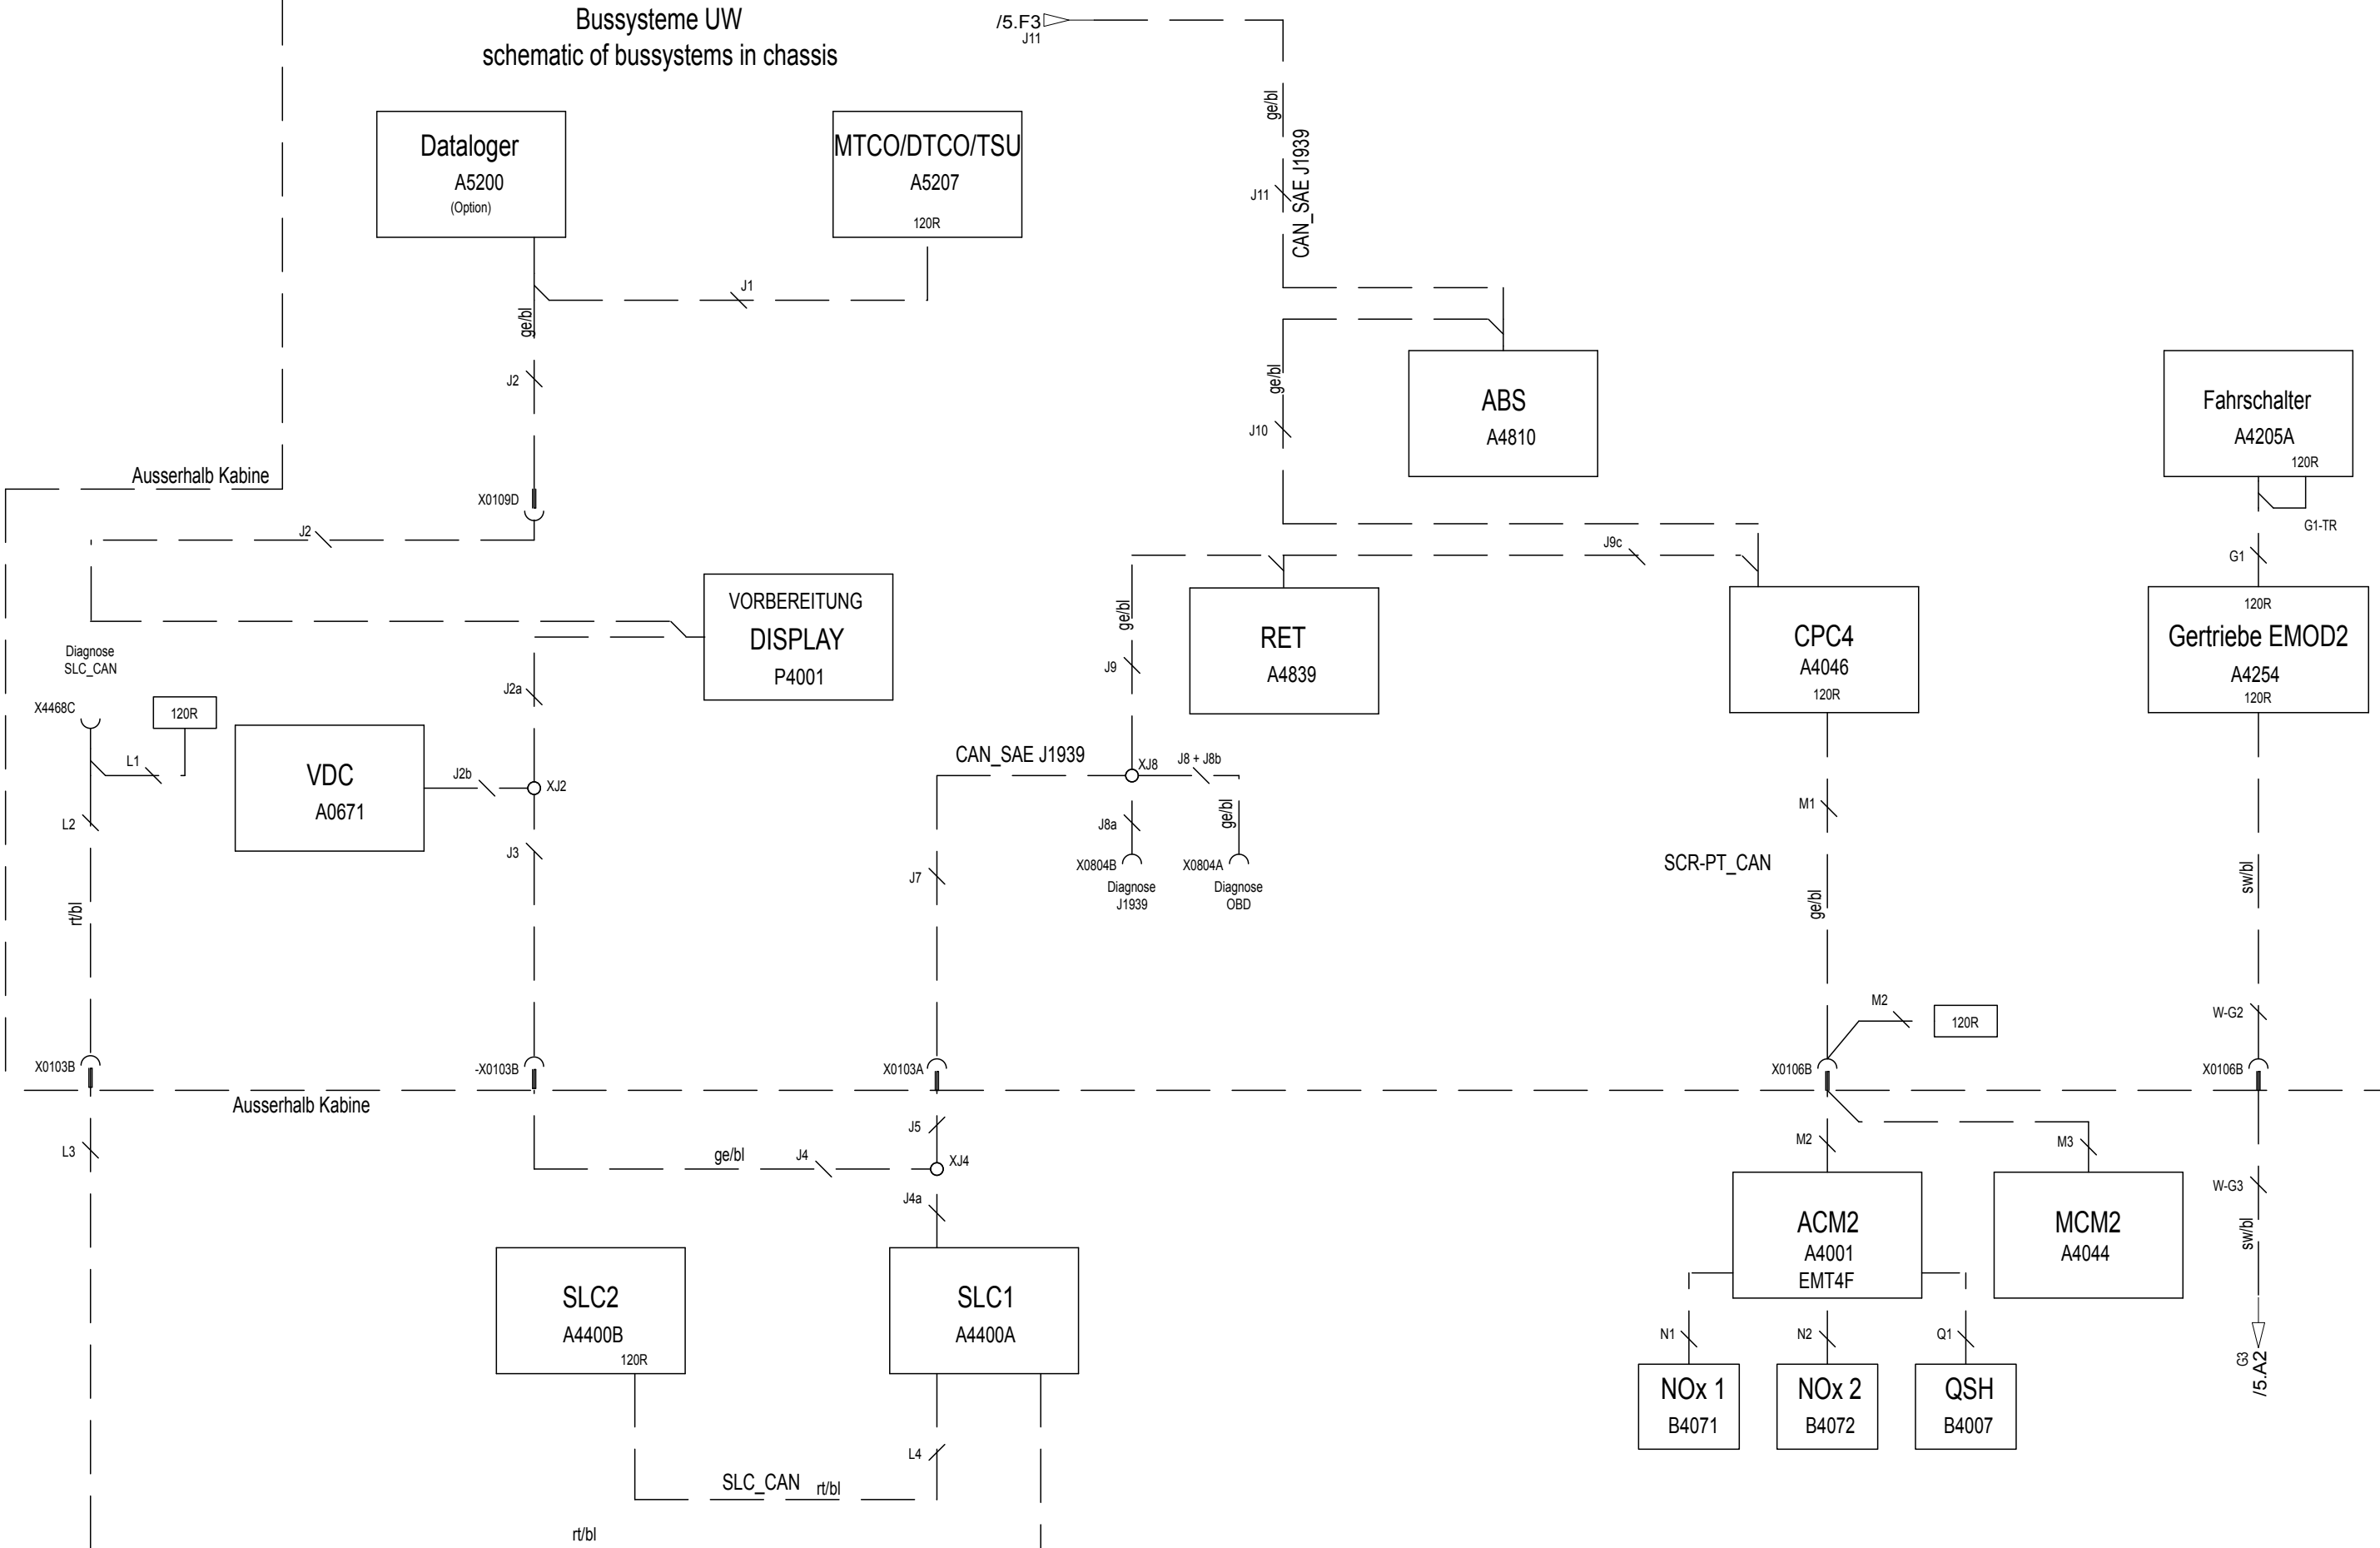 Bussysteme UW
schematic of bussystems in chassis
/5.F3
J11
ge/bl
J11
CAN_SAE J1939
Dataloger
A5200
(Option)
MTCO/DTCO/TSU
A5207
120R
J1
ge/bl
J2
ge/bl
J10
ABS
A4810
Fahrschalter
A4205A
120R
G1-TR
G1
Ausserhalb Kabine
X0109D
J2
J9c
VORBEREITUNG
DISPLAY
P4001
ge/bl
J9
RET
A4839
CPC4
A4046
120R
120R
Gertriebe EMOD2
A4254
120R
Diagnose
SLC_CAN
X4468C
120R
L1
L2
rt/bl
VDC
A0671
J2a
J2b
XJ2
J3
CAN_SAE J1939
XJ8
J8 + J8b
J8a
ge/bl
X0804B
Diagnose
J1939
X0804A
Diagnose
OBD
J7
M1
SCR-PT_CAN
ge/bl
sw/bl
M2
120R
W-G2
X0103B
-X0103B
X0103A
X0106B
X0106B
Ausserhalb Kabine
L3
ge/bl
J4
J5
XJ4
J4a
M2
M3
W-G3
sw/bl
SLC2
A4400B
120R
SLC1
A4400A
ACM2
A4001
EMT4F
MCM2
A4044
N1
N2
Q1
NOx 1
B4071
NOx 2
B4072
QSH
B4007
G3
/5.A2
L4
SLC_CAN
rt/bl
rt/bl